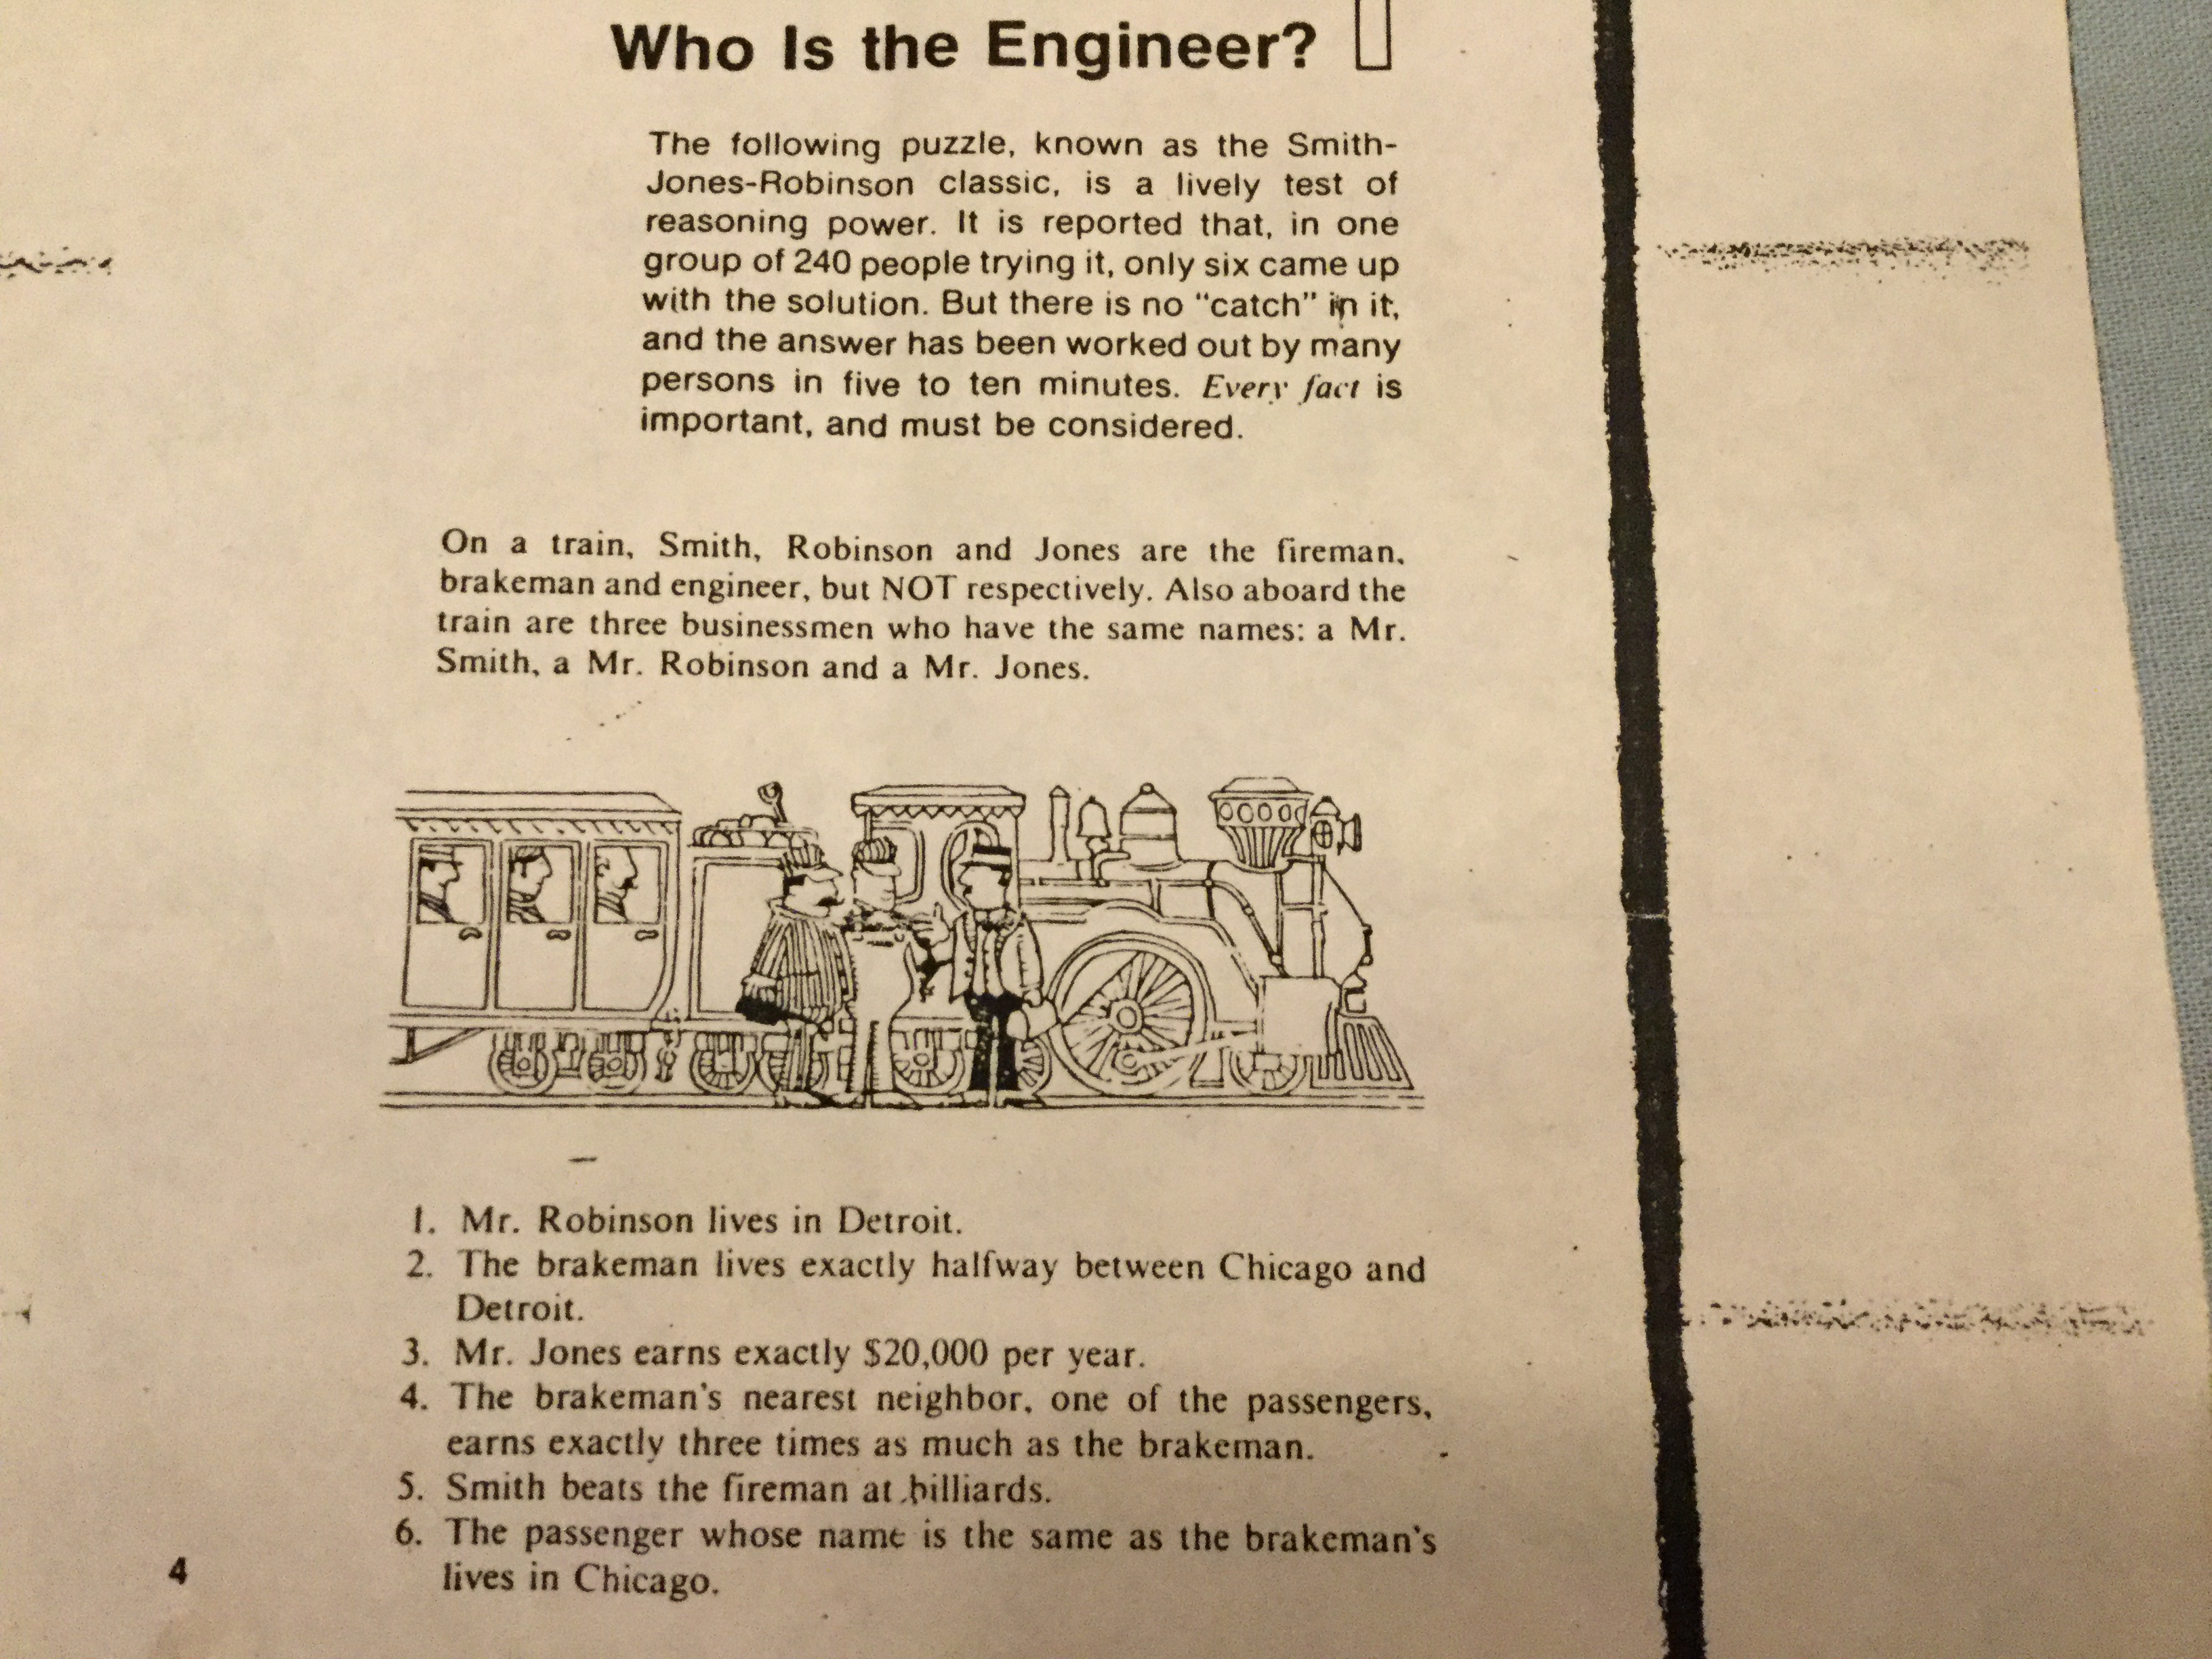 Who Is the Engineer?
The following puzzle, known as the Smith-
Jones-Robinson classic, is a lively test of
reasoning power. It is reported that, in one
group of 240 people trying it, only six came up
with the solution. But there is no “catch” in it,
and the answer has been worked out by many
persons in five to ten minutes. Every fact is
important, and must be considered.
On a train, Smith, Robinson and Jones are the fireman,
brakeman and engineer, but NOT respectively. Also aboard the
train are three businessmen who have the same names: a Mr.
Smith, a Mr. Robinson and a Mr. Jones.
1. Mr. Robinson lives in Detroit.
2. The brakeman lives exactly halfway between Chicago and
Detroit.
3. Mr. Jones earns exactly $20,000 per year.
4. The brakeman's nearest neighbor, one of the passengers,
earns exactly three times as much as the brakeman.
5. Smith beats the fireman at billiards.
6. The passenger whose name is the same as the brakeman's
lives in Chicago.
4